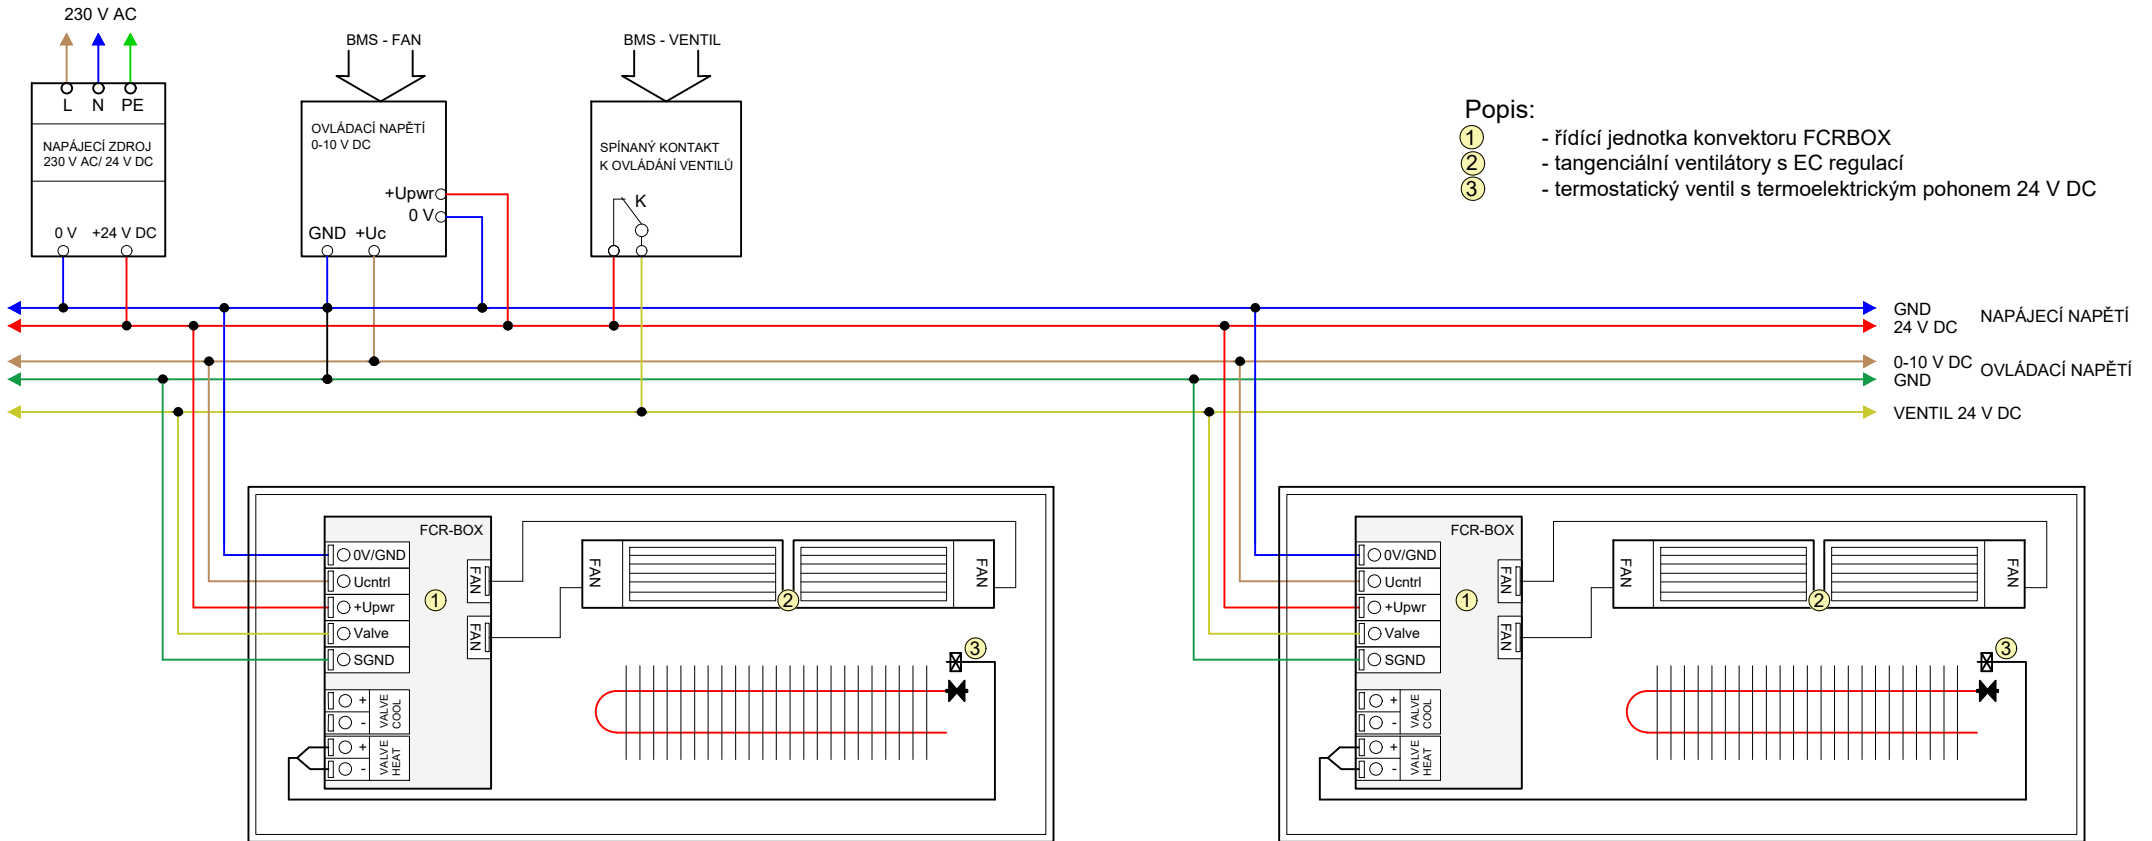 230 V AC
L N PE
NAPÁJECÍ ZDROJ
230 V AC/ 24 V DC
0 V +24 V DC
BMS - FAN
OVLÁDACÍ NAPĚTÍ
0-10 V DC
+Upwr
0 V
GND +Uc
BMS - VENTIL
SPÍNANÝ KONTAKT
K OVLÁDÁNÍ VENTILŮ
K
Popis:
1 - řídící jednotka konvektoru FCRBOX
2 - tangenciální ventilátory s EC regulací
3 - termostatický ventil s termoelektrickým pohonem 24 V DC
GND
24 V DC
NAPÁJECÍ NAPĚTÍ
0-10 V DC
GND
OVLÁDACÍ NAPĚTÍ
VENTIL 24 V DC
FCR-BOX
0V/GND
Ucntrl
+Upwr
Valve
SGND
+
-
VALVE
COOL
+
-
VALVE
HEAT
1
FAN
FAN
FAN
FAN
2
3
FCR-BOX
0V/GND
Ucntrl
+Upwr
Valve
SGND
+
-
VALVE
COOL
+
-
VALVE
HEAT
1
FAN
FAN
FAN
FAN
2
3